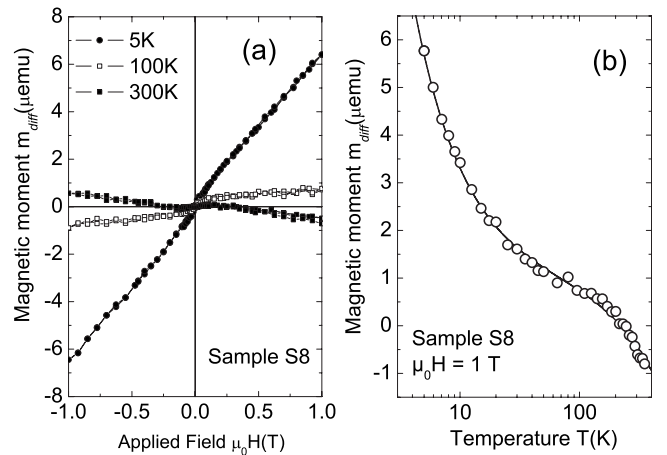 (a)
5K
100K
300K
Magnetic moment m_diff(μemu)
8
6
4
2
0
-2
-4
-6
-8
Sample S8
-1.0 -0.5 0.0 0.5 1.0
Applied Field μ₀H(T)
(b)
Magnetic moment m_diff(μemu)
6
5
4
3
2
1
0
-1
Sample S8
μ₀H = 1 T
10 100
Temperature T(K)